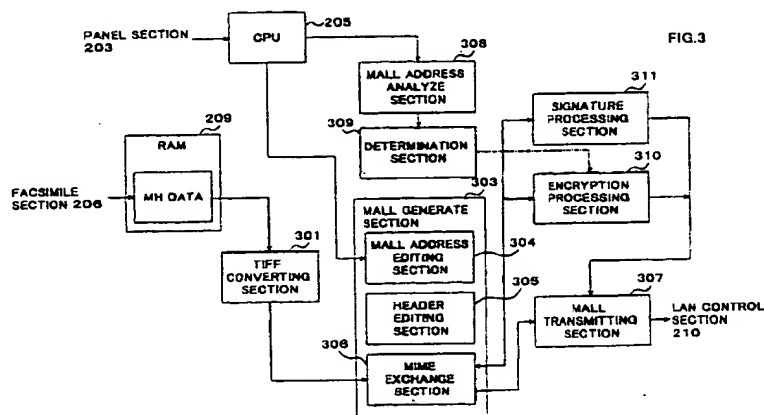 FIG.3
PANEL SECTION 203
205
CPU
308
MALL ADDRESS
ANALYZE
SECTION
311
SIGNATURE
PROCESSING
SECTION
209
RAM
MH DATA
309
DETERMINATION
SECTION
310
ENCRYPTION
PROCESSING
SECTION
FACSIMILE
SECTION 206
303
MALL GENERATE
SECTION
MALL ADDRESS
EDITING
SECTION
304
301
TIFF
CONVERTING
SECTION
305
HEADER
EDITING
SECTION
307
MALL
TRANSMITTING
SECTION
LAN CONTROL
SECTION
210
306
MIME
EXCHANGE
SECTION